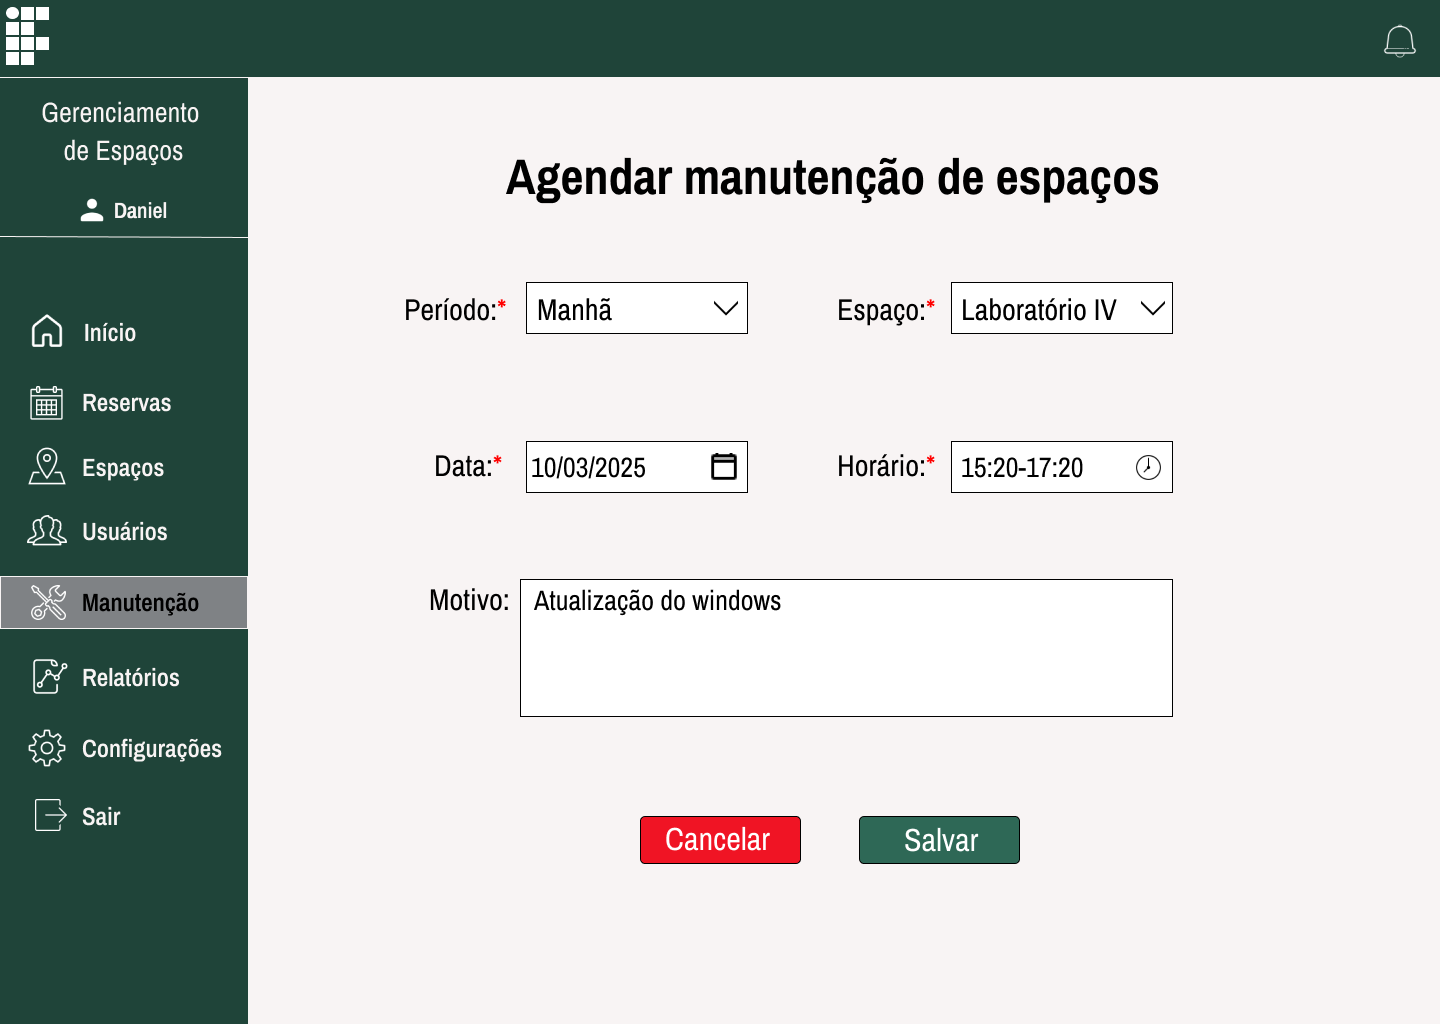 Gerenciamento
de Espaços
Daniel
Início
Reservas
Espaços
Usuários
Manutenção
Relatórios
Configurações
Sair
Agendar manutenção de espaços
Período:* Manhã
Espaço:* Laboratório IV
Data:* 10/03/2025
Horário:* 15:20-17:20
Motivo: Atualização do windows
Cancelar
Salvar